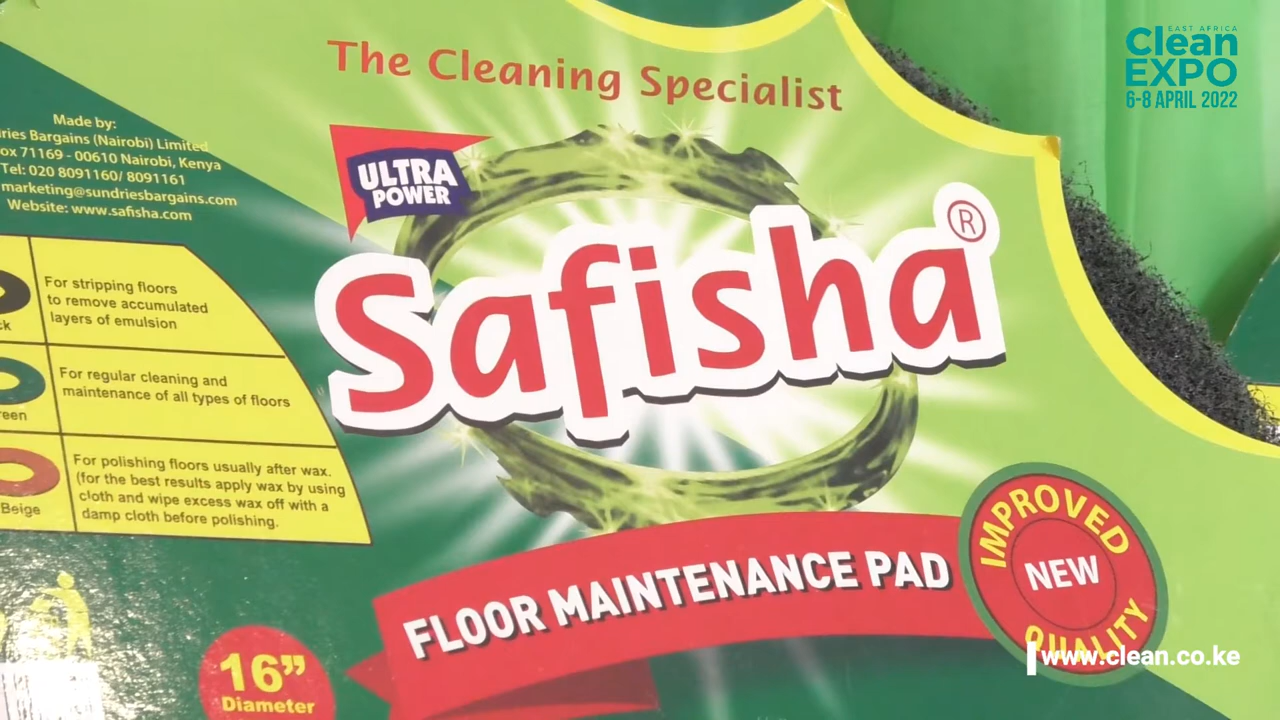 EAST AFRICA
Clean
EXPO
6-8 APRIL 2022
The Cleaning Specialist
Made by:
Bargains (Nairobi) Limited
71169 - 00610 Nairobi, Kenya
Tel: 020 8091160/ 8091161
marketing@sundriesbargains.com
Website: www.safisha.com
ULTRA
POWER
Safisha®
For stripping floors
to remove accumulated
layers of emulsion
For regular cleaning and
maintenance of all types of floors
For polishing floors usually after wax.
(for the best results apply wax by using
cloth and wipe excess wax off with a
damp cloth before polishing.
Beige
FLOOR MAINTENANCE PAD
IMPROVED
NEW
QUALITY
16”
Diameter
www.clean.co.ke